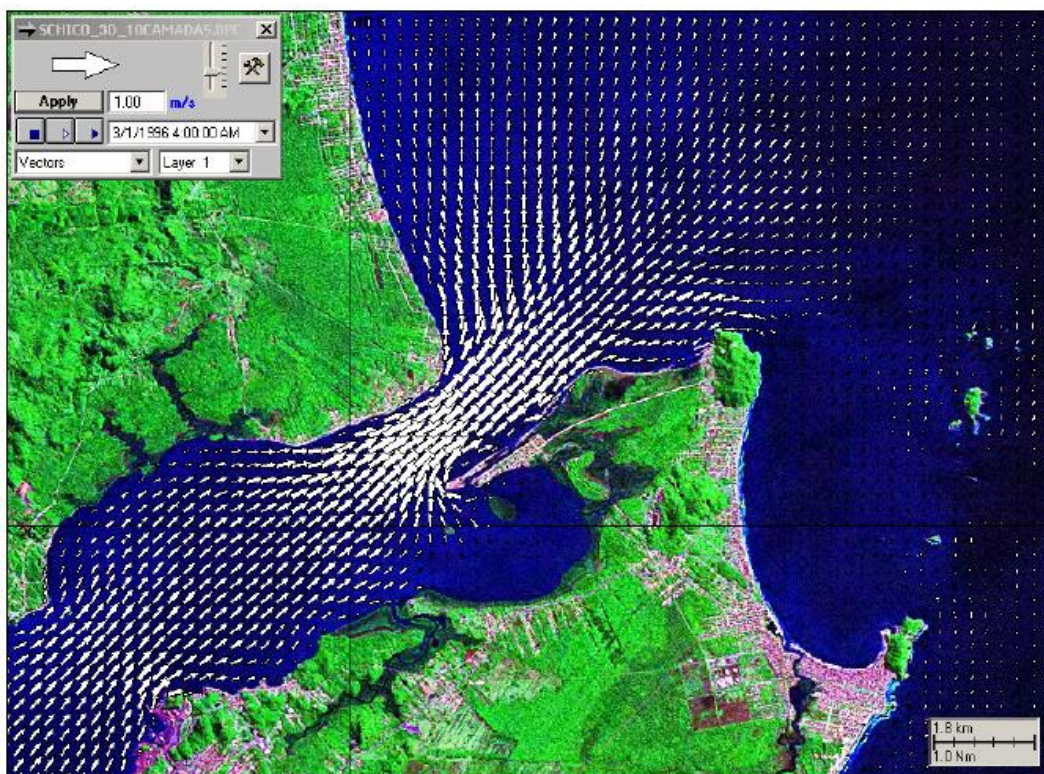 SCHICO_3D_10CAMADAS.BPC
Apply 1.00 m/s
3/1/1996 4:00:00 AM
Vectors Layer 1
1.8 km
1.0 Nm